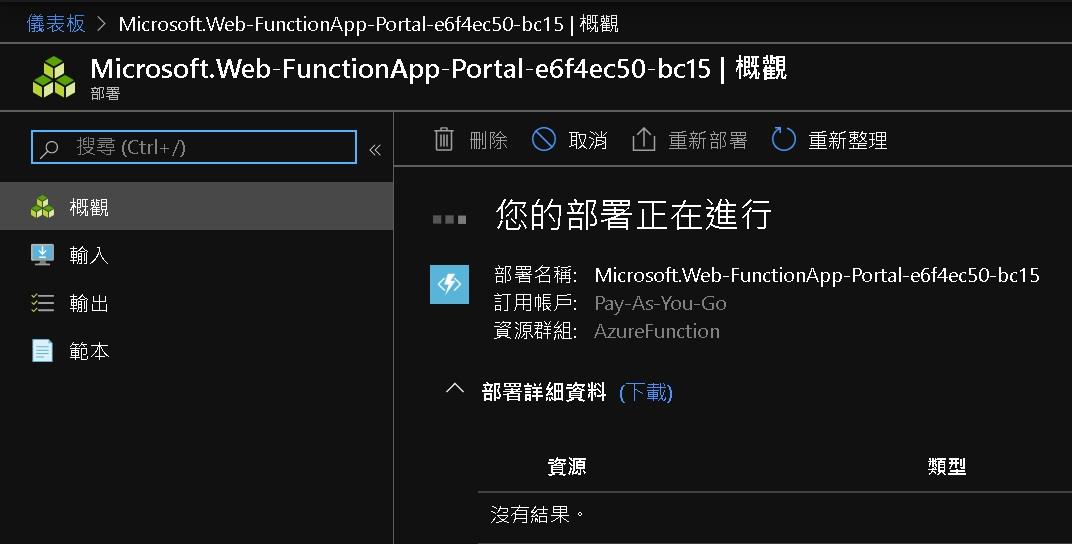 儀表板 > Microsoft.Web-FunctionApp-Portal-e6f4ec50-bc15 | 概觀
Microsoft.Web-FunctionApp-Portal-e6f4ec50-bc15 | 概觀
部署
搜尋 (Ctrl+/) «
刪除 取消 重新部署 重新整理
概觀
輸入
輸出
範本
您的部署正在進行
部署名稱: Microsoft.Web-FunctionApp-Portal-e6f4ec50-bc15
訂用帳戶: Pay-As-You-Go
資源群組: AzureFunction
部署詳細資料 (下載)
資源 類型
沒有結果。